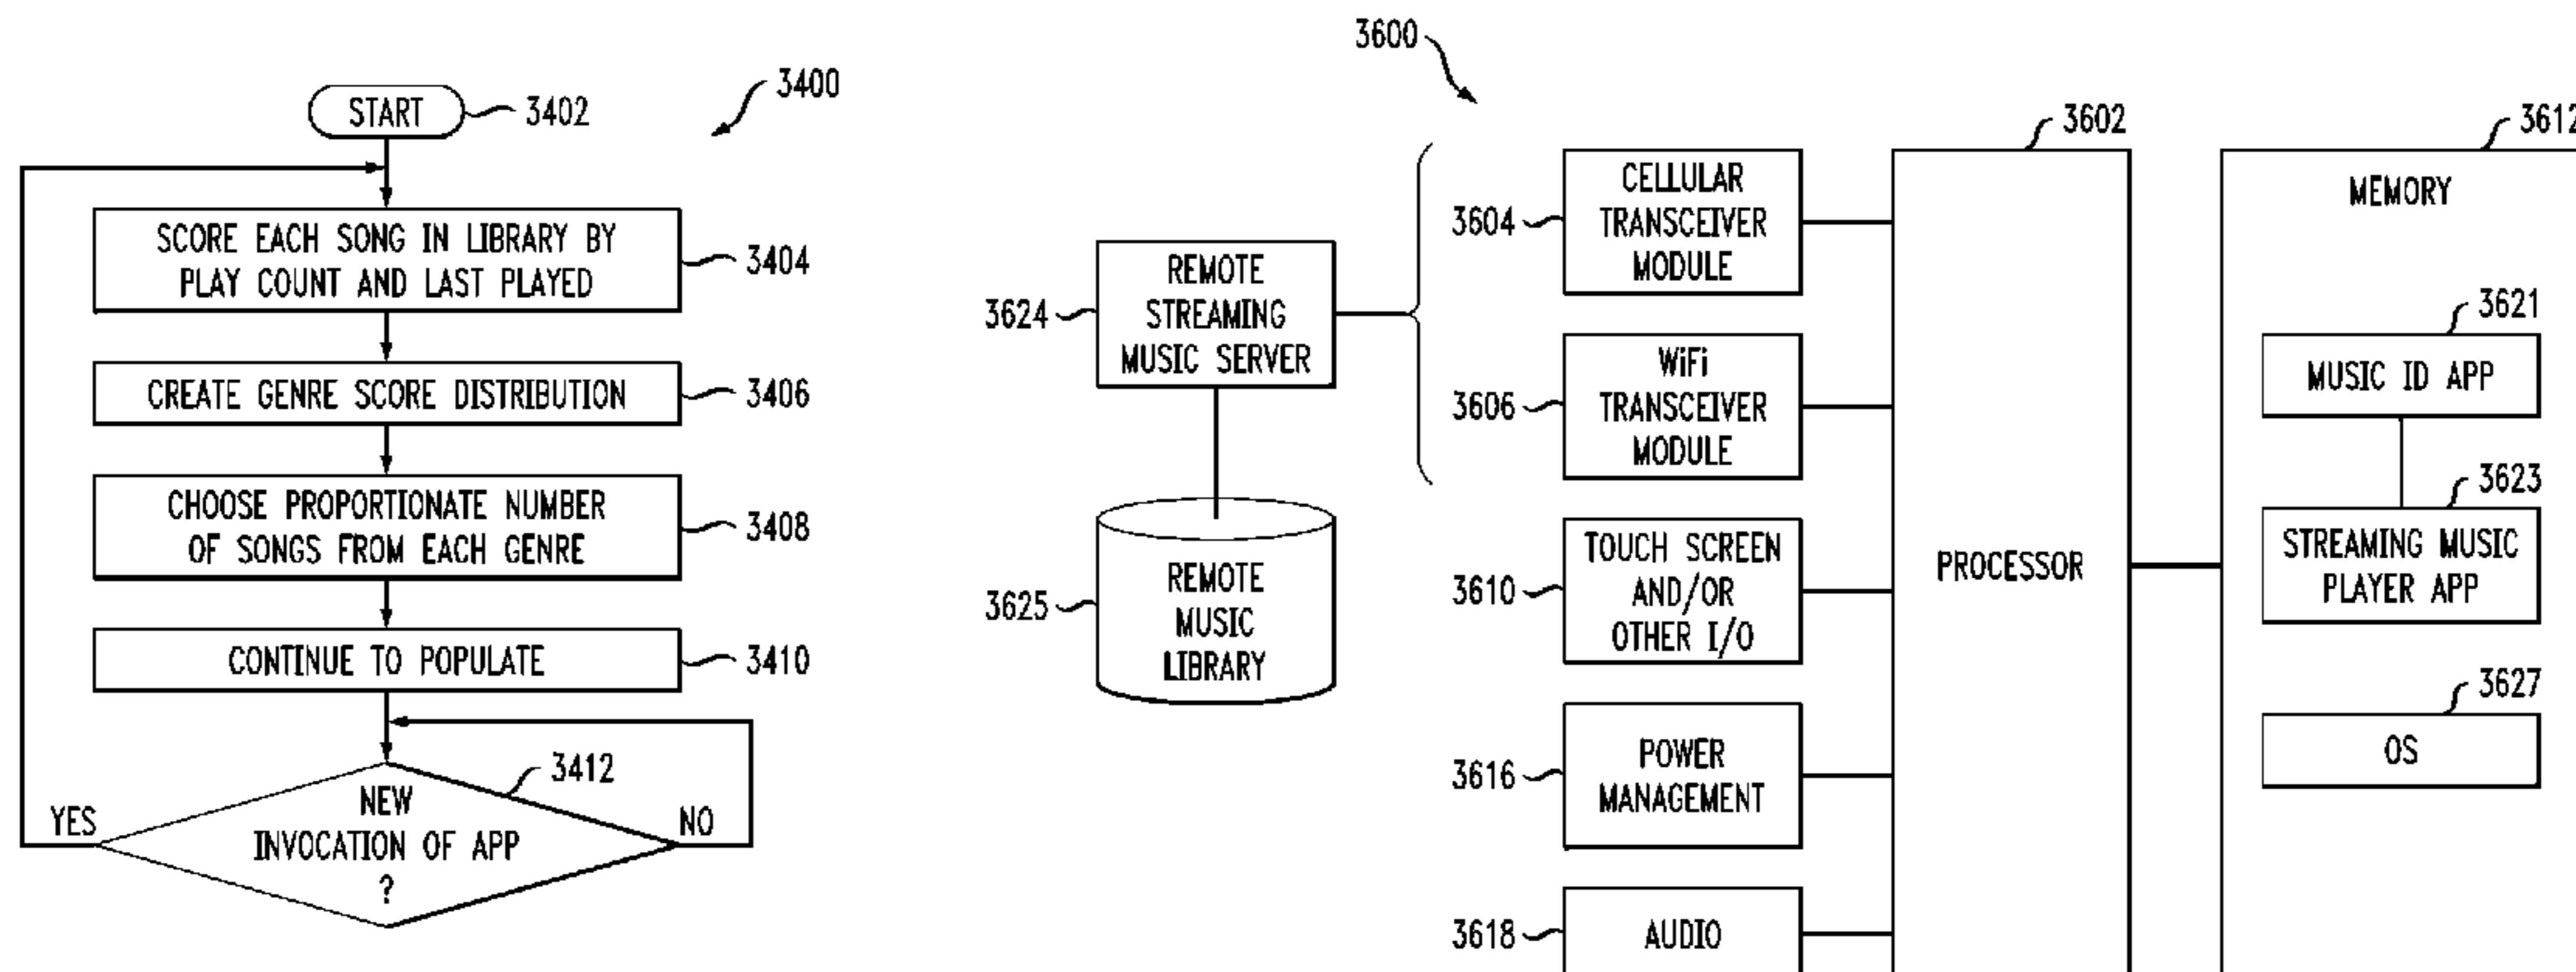 3400
START
3402
SCORE EACH SONG IN LIBRARY BY
PLAY COUNT AND LAST PLAYED
3404
CREATE GENRE SCORE DISTRIBUTION
3406
CHOOSE PROPORTIONATE NUMBER
OF SONGS FROM EACH GENRE
3408
CONTINUE TO POPULATE
3410
3412
NEW
INVOCATION OF APP
?
YES
NO
3600
REMOTE
STREAMING
MUSIC SERVER
3624
REMOTE
MUSIC
LIBRARY
3625
CELLULAR
TRANSCEIVER
MODULE
3604
WiFi
TRANSCEIVER
MODULE
3606
TOUCH SCREEN
AND/OR
OTHER I/O
3610
POWER
MANAGEMENT
3616
AUDIO
3618
3602
PROCESSOR
3612
MEMORY
3621
MUSIC ID APP
3623
STREAMING MUSIC
PLAYER APP
3627
OS